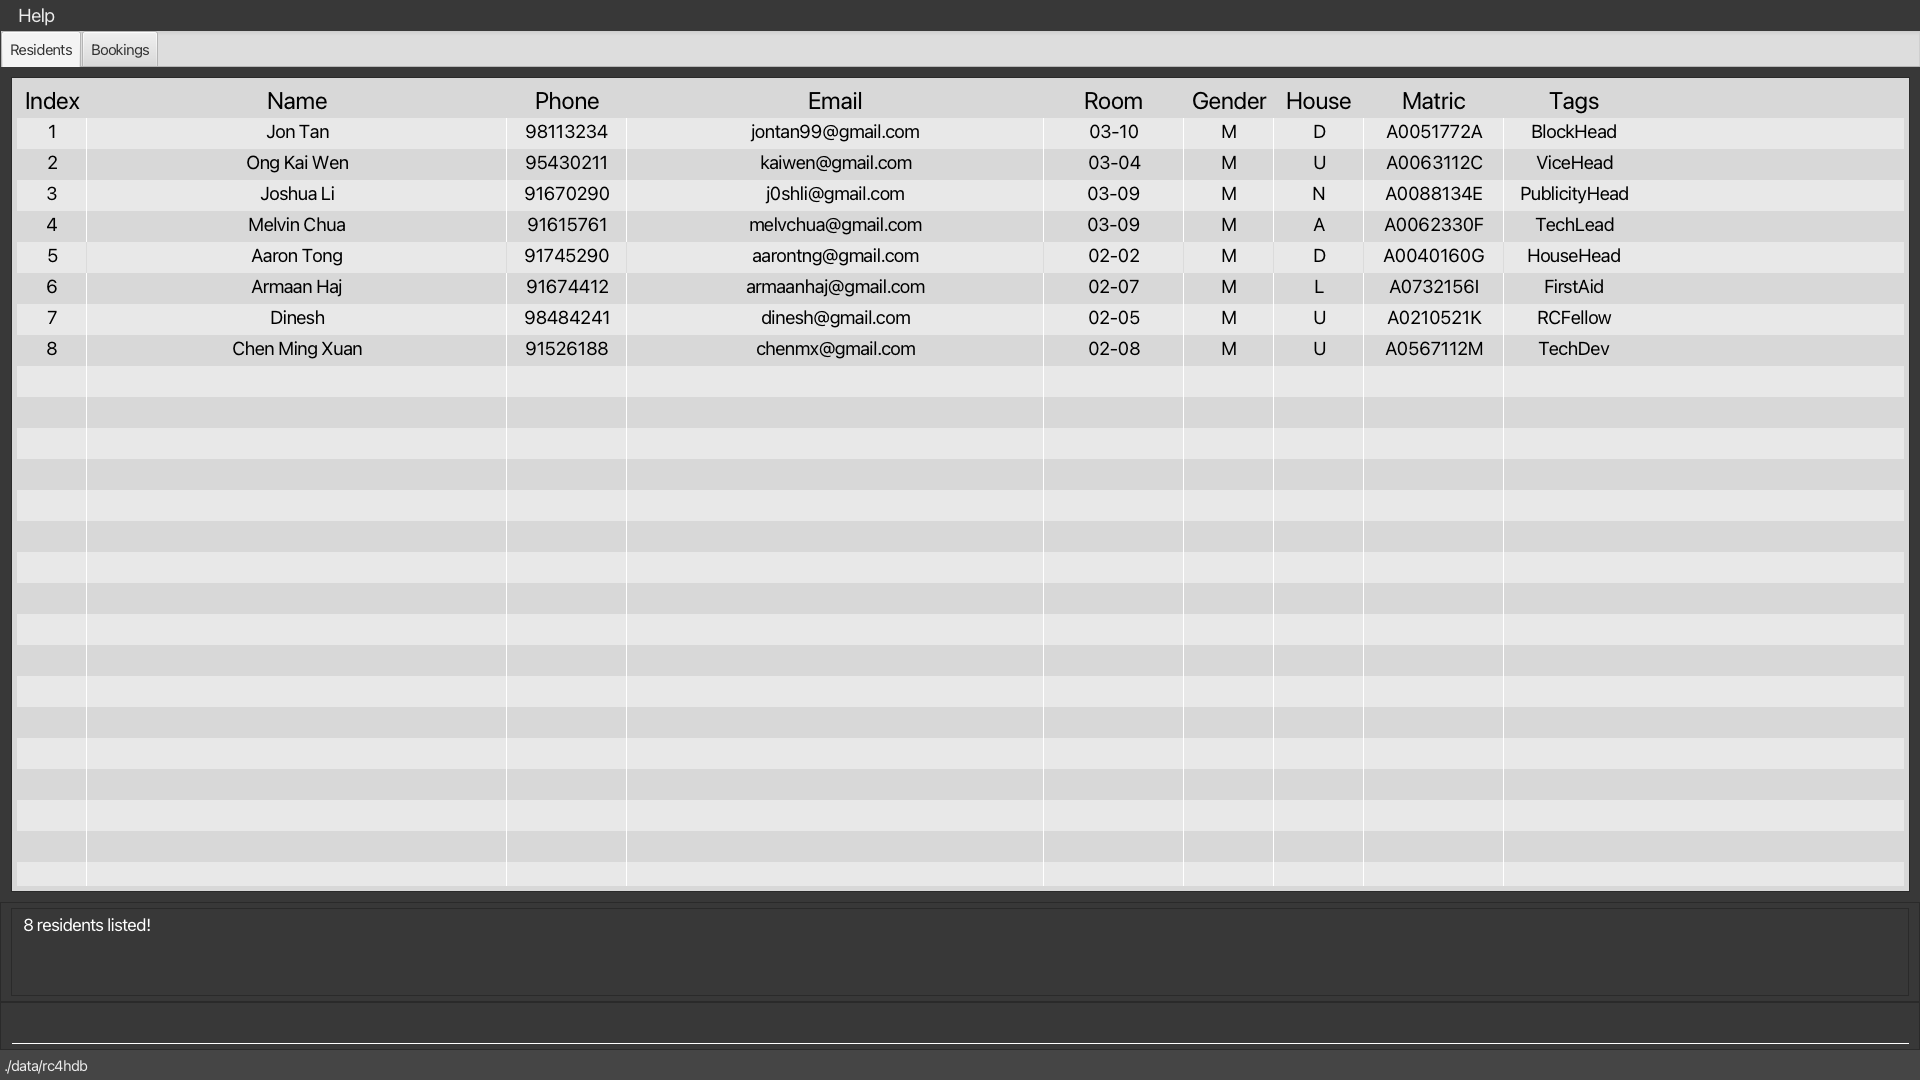 Help
Residents Bookings
Index Name Phone Email Room Gender House Matric Tags
1 Jon Tan 98113234 jontan99@gmail.com 03-10 M D A0051772A BlockHead
2 Ong Kai Wen 95430211 kaiwen@gmail.com 03-04 M U A0063112C ViceHead
3 Joshua Li 91670290 j0shli@gmail.com 03-09 M N A0088134E PublicityHead
4 Melvin Chua 91615761 melvchua@gmail.com 03-09 M A A0062330F TechLead
5 Aaron Tong 91745290 aarontng@gmail.com 02-02 M D A0040160G HouseHead
6 Armaan Haj 91674412 armaanhaj@gmail.com 02-07 M L A0732156I FirstAid
7 Dinesh 98484241 dinesh@gmail.com 02-05 M U A0210521K RCFellow
8 Chen Ming Xuan 91526188 chenmx@gmail.com 02-08 M U A0567112M TechDev
8 residents listed!
./data/rc4hdb